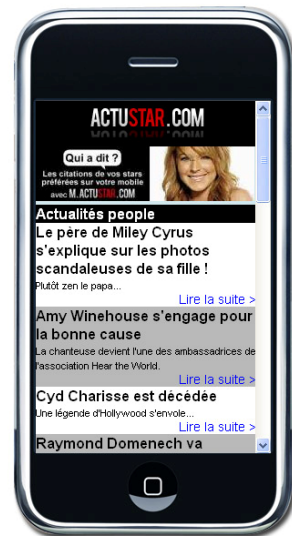 ACTUSTAR.COM
Qui a dit ?
Les citations de vos stars
préférées sur votre mobile
avec M.ACTUSTAR.COM
Actualités people
Le père de Miley Cyrus
s'explique sur les photos
scandaleuses de sa fille !
Plutôt zen le papa...
Lire la suite >
Amy Winehouse s'engage pour
la bonne cause
La chanteuse devient l'une des ambassadrices de
l'association Hear the World.
Lire la suite >
Cyd Charisse est décédée
Une légende d'Hollywood s'envole...
Lire la suite >
Raymond Domenech va